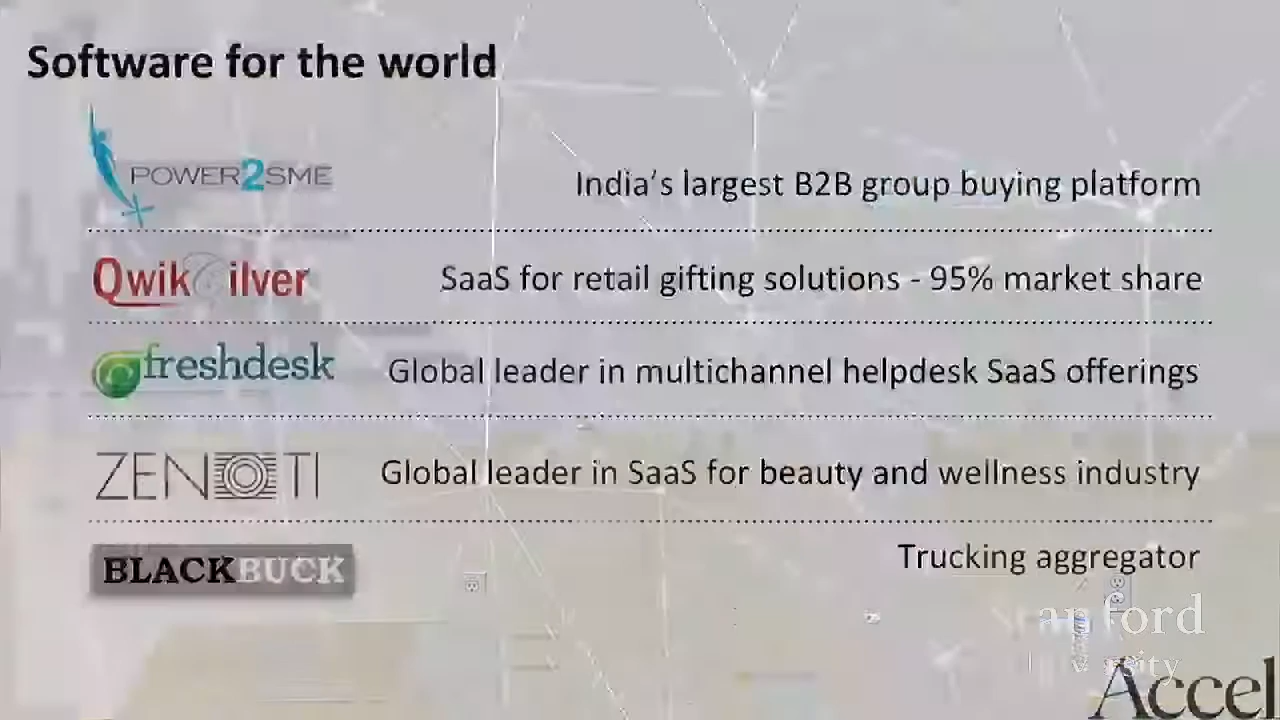 Software for the world
POWER2SME
India's largest B2B group buying platform
QwikCilver
SaaS for retail gifting solutions - 95% market share
freshdesk
Global leader in multichannel helpdesk SaaS offerings
ZENOTI
Global leader in SaaS for beauty and wellness industry
BLACKBUCK
Trucking aggregator
Stanford
Accel